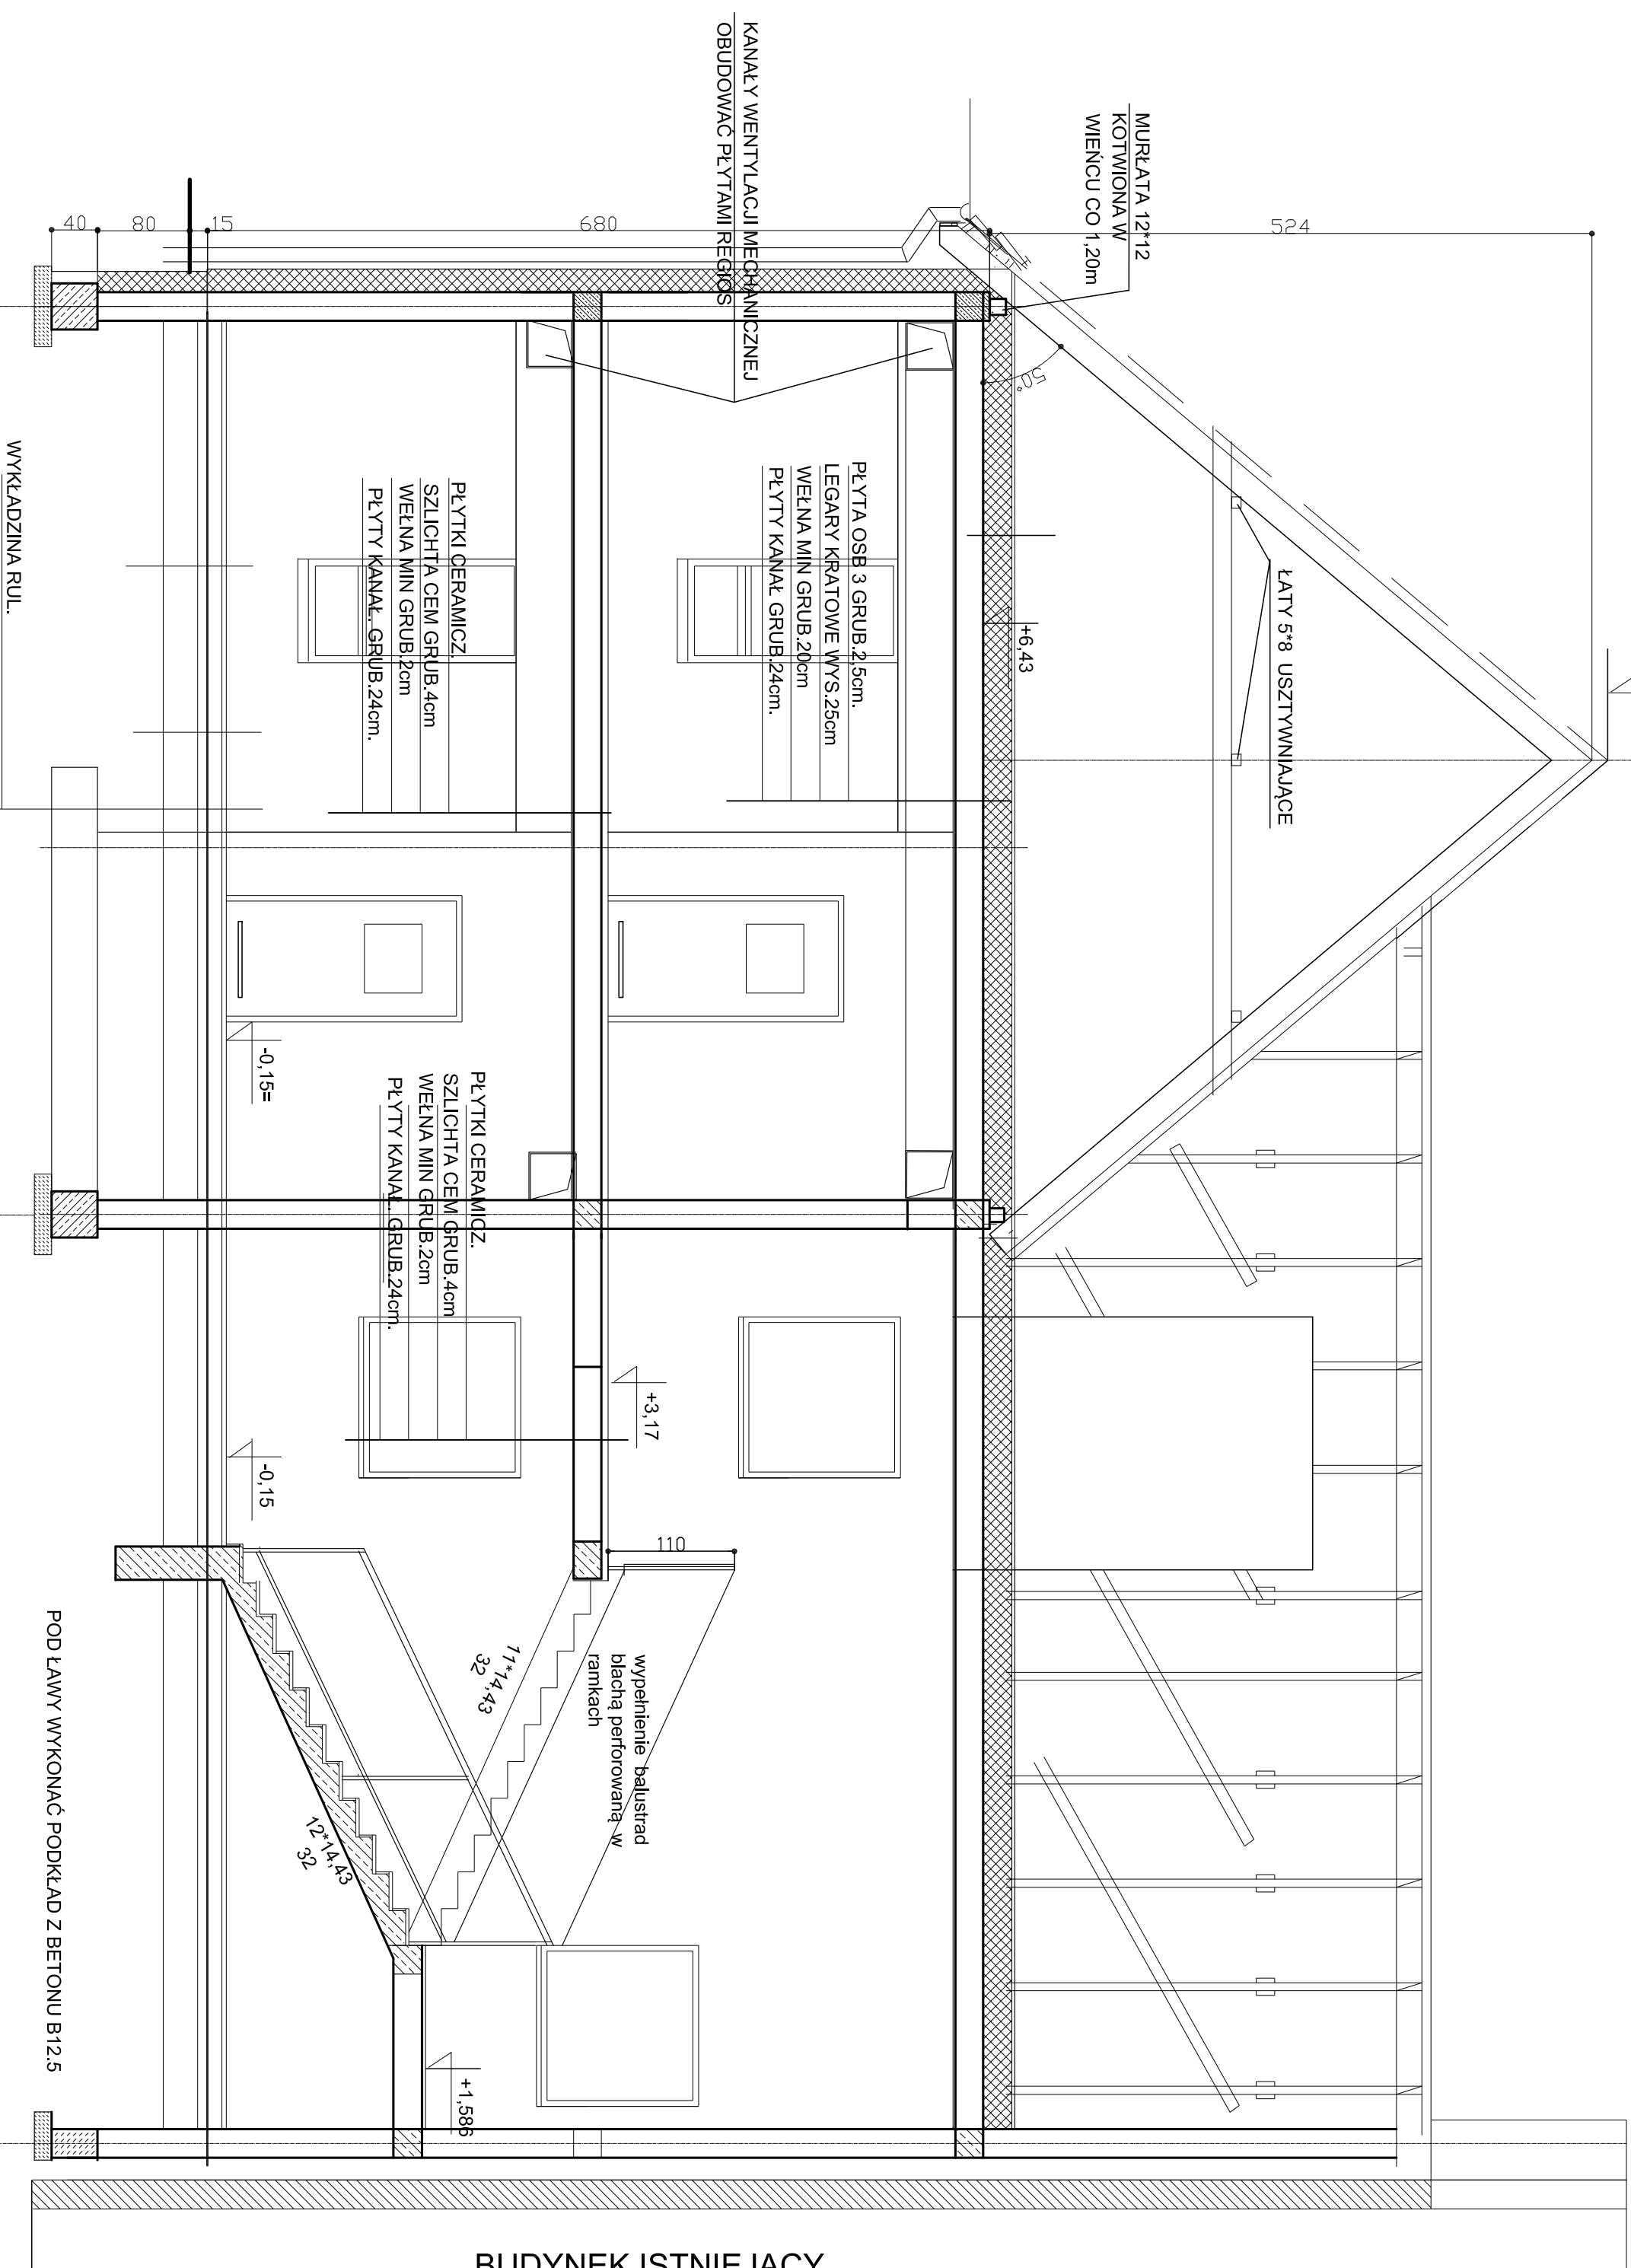 MURŁATA 12*12
KOTWIONA W
WIEŃCU CO 1,20m
524
KANAŁY WENTYLACJI MECHANICZNEJ
OBUDOWAĆ PŁYTAMI REGIOS
680
15
80
40
50°
ŁATY 5*8 USZTYWNIAJĄCE
+6,43
PŁYTA OSB 3 GRUB.2,5cm.
LEGARY KRATOWE WYS.25cm
WEŁNA MIN GRUB.20cm
PŁYTY KANAŁ GRUB.24cm.
PŁYTKI CERAMICZ.
SZLICHTA CEM GRUB.4cm
WEŁNA MIN GRUB.2cm
PŁYTY KANAŁ. GRUB.24cm.
WYKŁADZINA RUL.
-0,15=
PŁYTKI CERAMICZ.
SZLICHTA CEM GRUB.4cm
WEŁNA MIN GRUB.2cm
PŁYTY KANAŁ. GRUB.24cm.
+3,17
-0,15
110
wypełnienie balustrad
blachą perforowaną w
ramkach
11*14,43
32
12*14,43
32
+1,586
POD ŁAWY WYKONAĆ PODKŁAD Z BETONU B12.5
BUDYNEK ISTNIEJĄCY